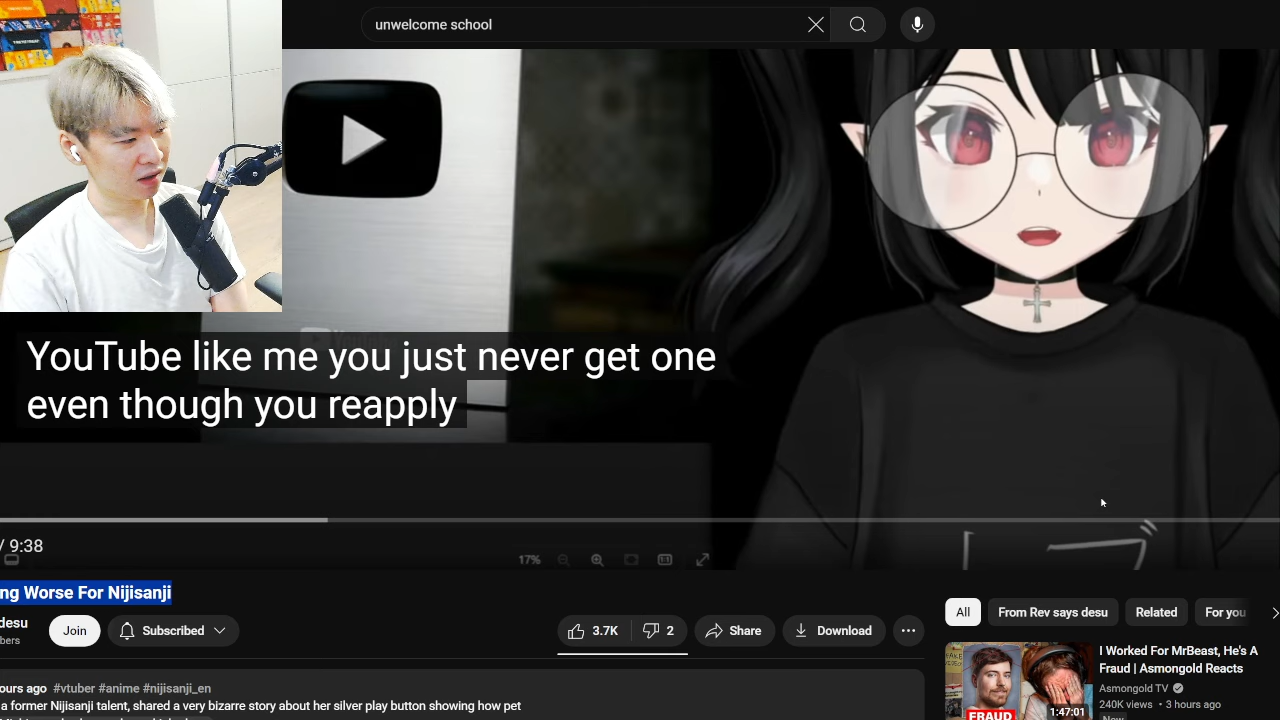 unwelcome school
YouTube like me you just never get one
even though you reapply
/ 9:38
17%
1:1
ng Worse For Nijisanji
desu
bers
Join
Subscribed
3.7K
2
Share
Download
All
From Rev says desu
Related
For you
ours ago #vtuber #anime #nijisanji_en
a former Nijisanji talent, shared a very bizarre story about her silver play button showing how pet
I Worked For MrBeast, He's A
Fraud | Asmongold Reacts
Asmongold TV
240K views • 3 hours ago
New
FRAUD
1:47:01